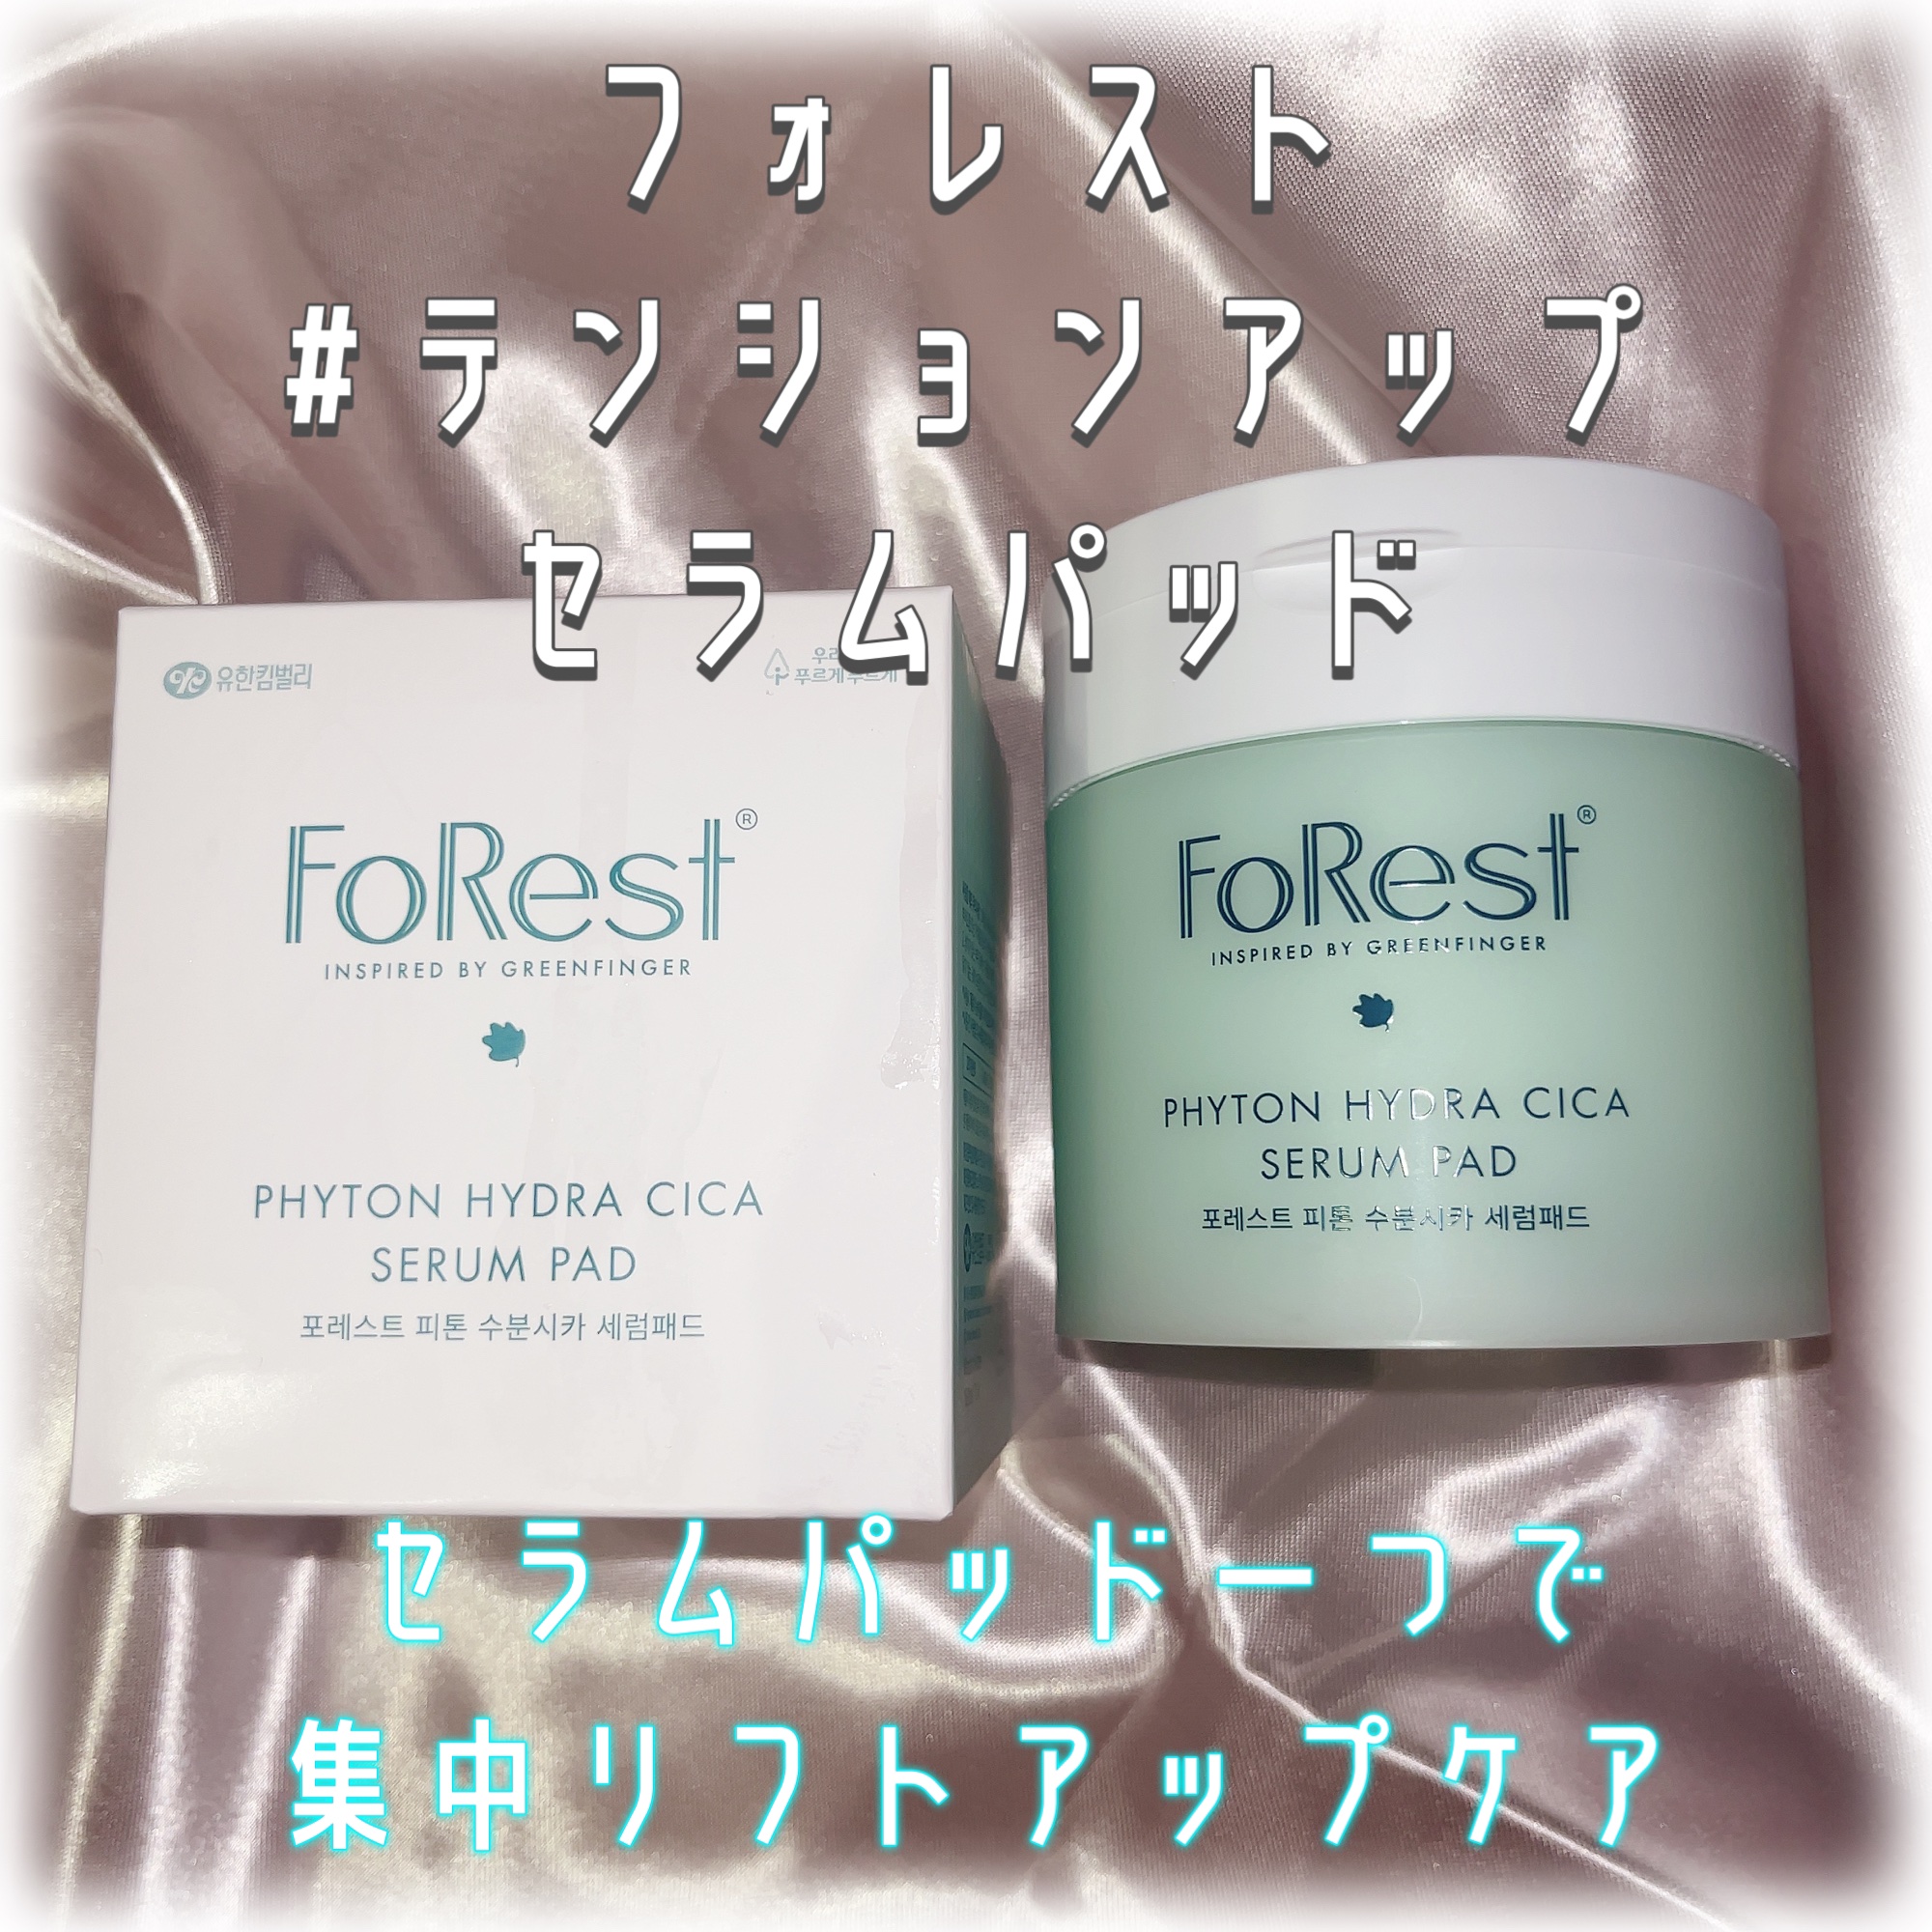 フォレスト
#テンションアップ
セラムパッド
유한킴벌리
푸르게
FoRest®
INSPIRED BY GREENFINGER
PHYTON HYDRA CICA
SERUM PAD
포레스트 피톤 수분시카 세럼패드
FoRest®
INSPIRED BY GREENFINGER
PHYTON HYDRA CICA
SERUM PAD
포레스트 피톤 수분시카 세럼패드
セラムパッド一つで
集中リフトアップケア